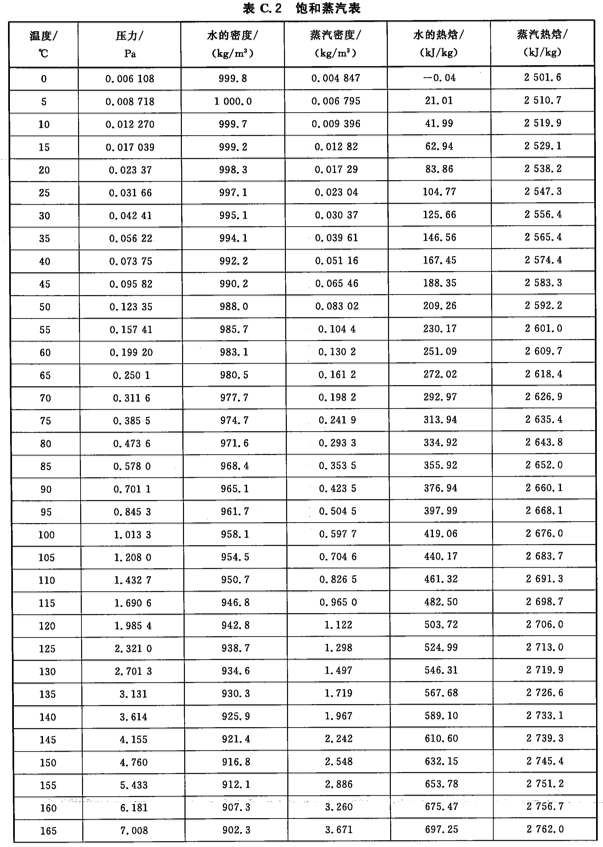 表 C.2 饱和蒸汽表
温度/ 压力/ 水的密度/ 蒸汽密度/ 水的热焓/ 蒸汽热焓/
℃ Pa (kg/m³) (kg/m³) (kJ/kg) (kJ/kg)
0 0.006 108 999.8 0.004 847 -0.04 2 501.6
5 0.008 718 1 000.0 0.006 795 21.01 2 510.7
10 0.012 270 999.7 0.009 396 41.99 2 519.9
15 0.017 039 999.2 0.012 82 62.94 2 529.1
20 0.023 37 998.3 0.017 29 83.86 2 538.2
25 0.031 66 997.1 0.023 04 104.77 2 547.3
30 0.042 41 995.1 0.030 37 125.66 2 556.4
35 0.056 22 994.1 0.039 61 146.56 2 565.4
40 0.073 75 992.2 0.051 16 167.45 2 574.4
45 0.095 82 990.2 0.065 46 188.35 2 583.3
50 0.123 35 988.0 0.083 02 209.26 2 592.2
55 0.157 41 985.7 0.104 4 230.17 2 601.0
60 0.199 20 983.1 0.130 2 251.09 2 609.7
65 0.250 1 980.5 0.161 2 272.02 2 618.4
70 0.311 6 977.7 0.198 2 292.97 2 626.9
75 0.385 5 974.7 0.241 9 313.94 2 635.4
80 0.473 6 971.6 0.293 3 334.92 2 643.8
85 0.578 0 968.4 0.353 5 355.92 2 652.0
90 0.701 1 965.1 0.423 5 376.94 2 660.1
95 0.845 3 961.7 0.504 5 397.99 2 668.1
100 1.013 3 958.1 0.597 7 419.06 2 676.0
105 1.208 0 954.5 0.704 6 440.17 2 683.7
110 1.432 7 950.7 0.826 5 461.32 2 691.3
115 1.690 6 946.8 0.965 0 482.50 2 698.7
120 1.985 4 942.8 1.122 503.72 2 706.0
125 2.321 0 938.7 1.298 524.99 2 713.0
130 2.701 3 934.6 1.497 546.31 2 719.9
135 3.131 930.3 1.719 567.68 2 726.6
140 3.614 925.9 1.967 589.10 2 733.1
145 4.155 921.4 2.242 610.60 2 739.3
150 4.760 916.8 2.548 632.15 2 745.4
155 5.433 912.1 2.886 653.78 2 751.2
160 6.181 907.3 3.260 675.47 2 756.7
165 7.008 902.3 3.671 697.25 2 762.0